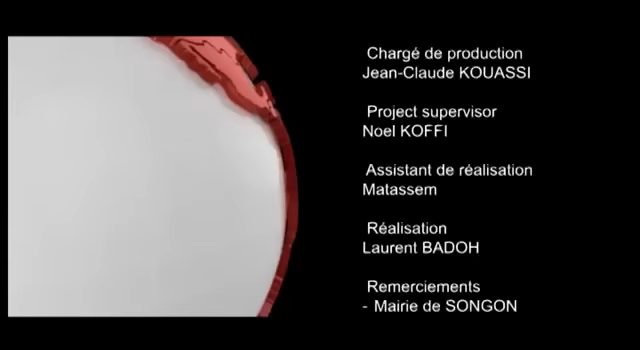 Chargé de production
Jean-Claude KOUASSI
Project supervisor
Noel KOFFI
Assistant de réalisation
Matassem
Réalisation
Laurent BADOH
Remerciements
- Mairie de SONGON